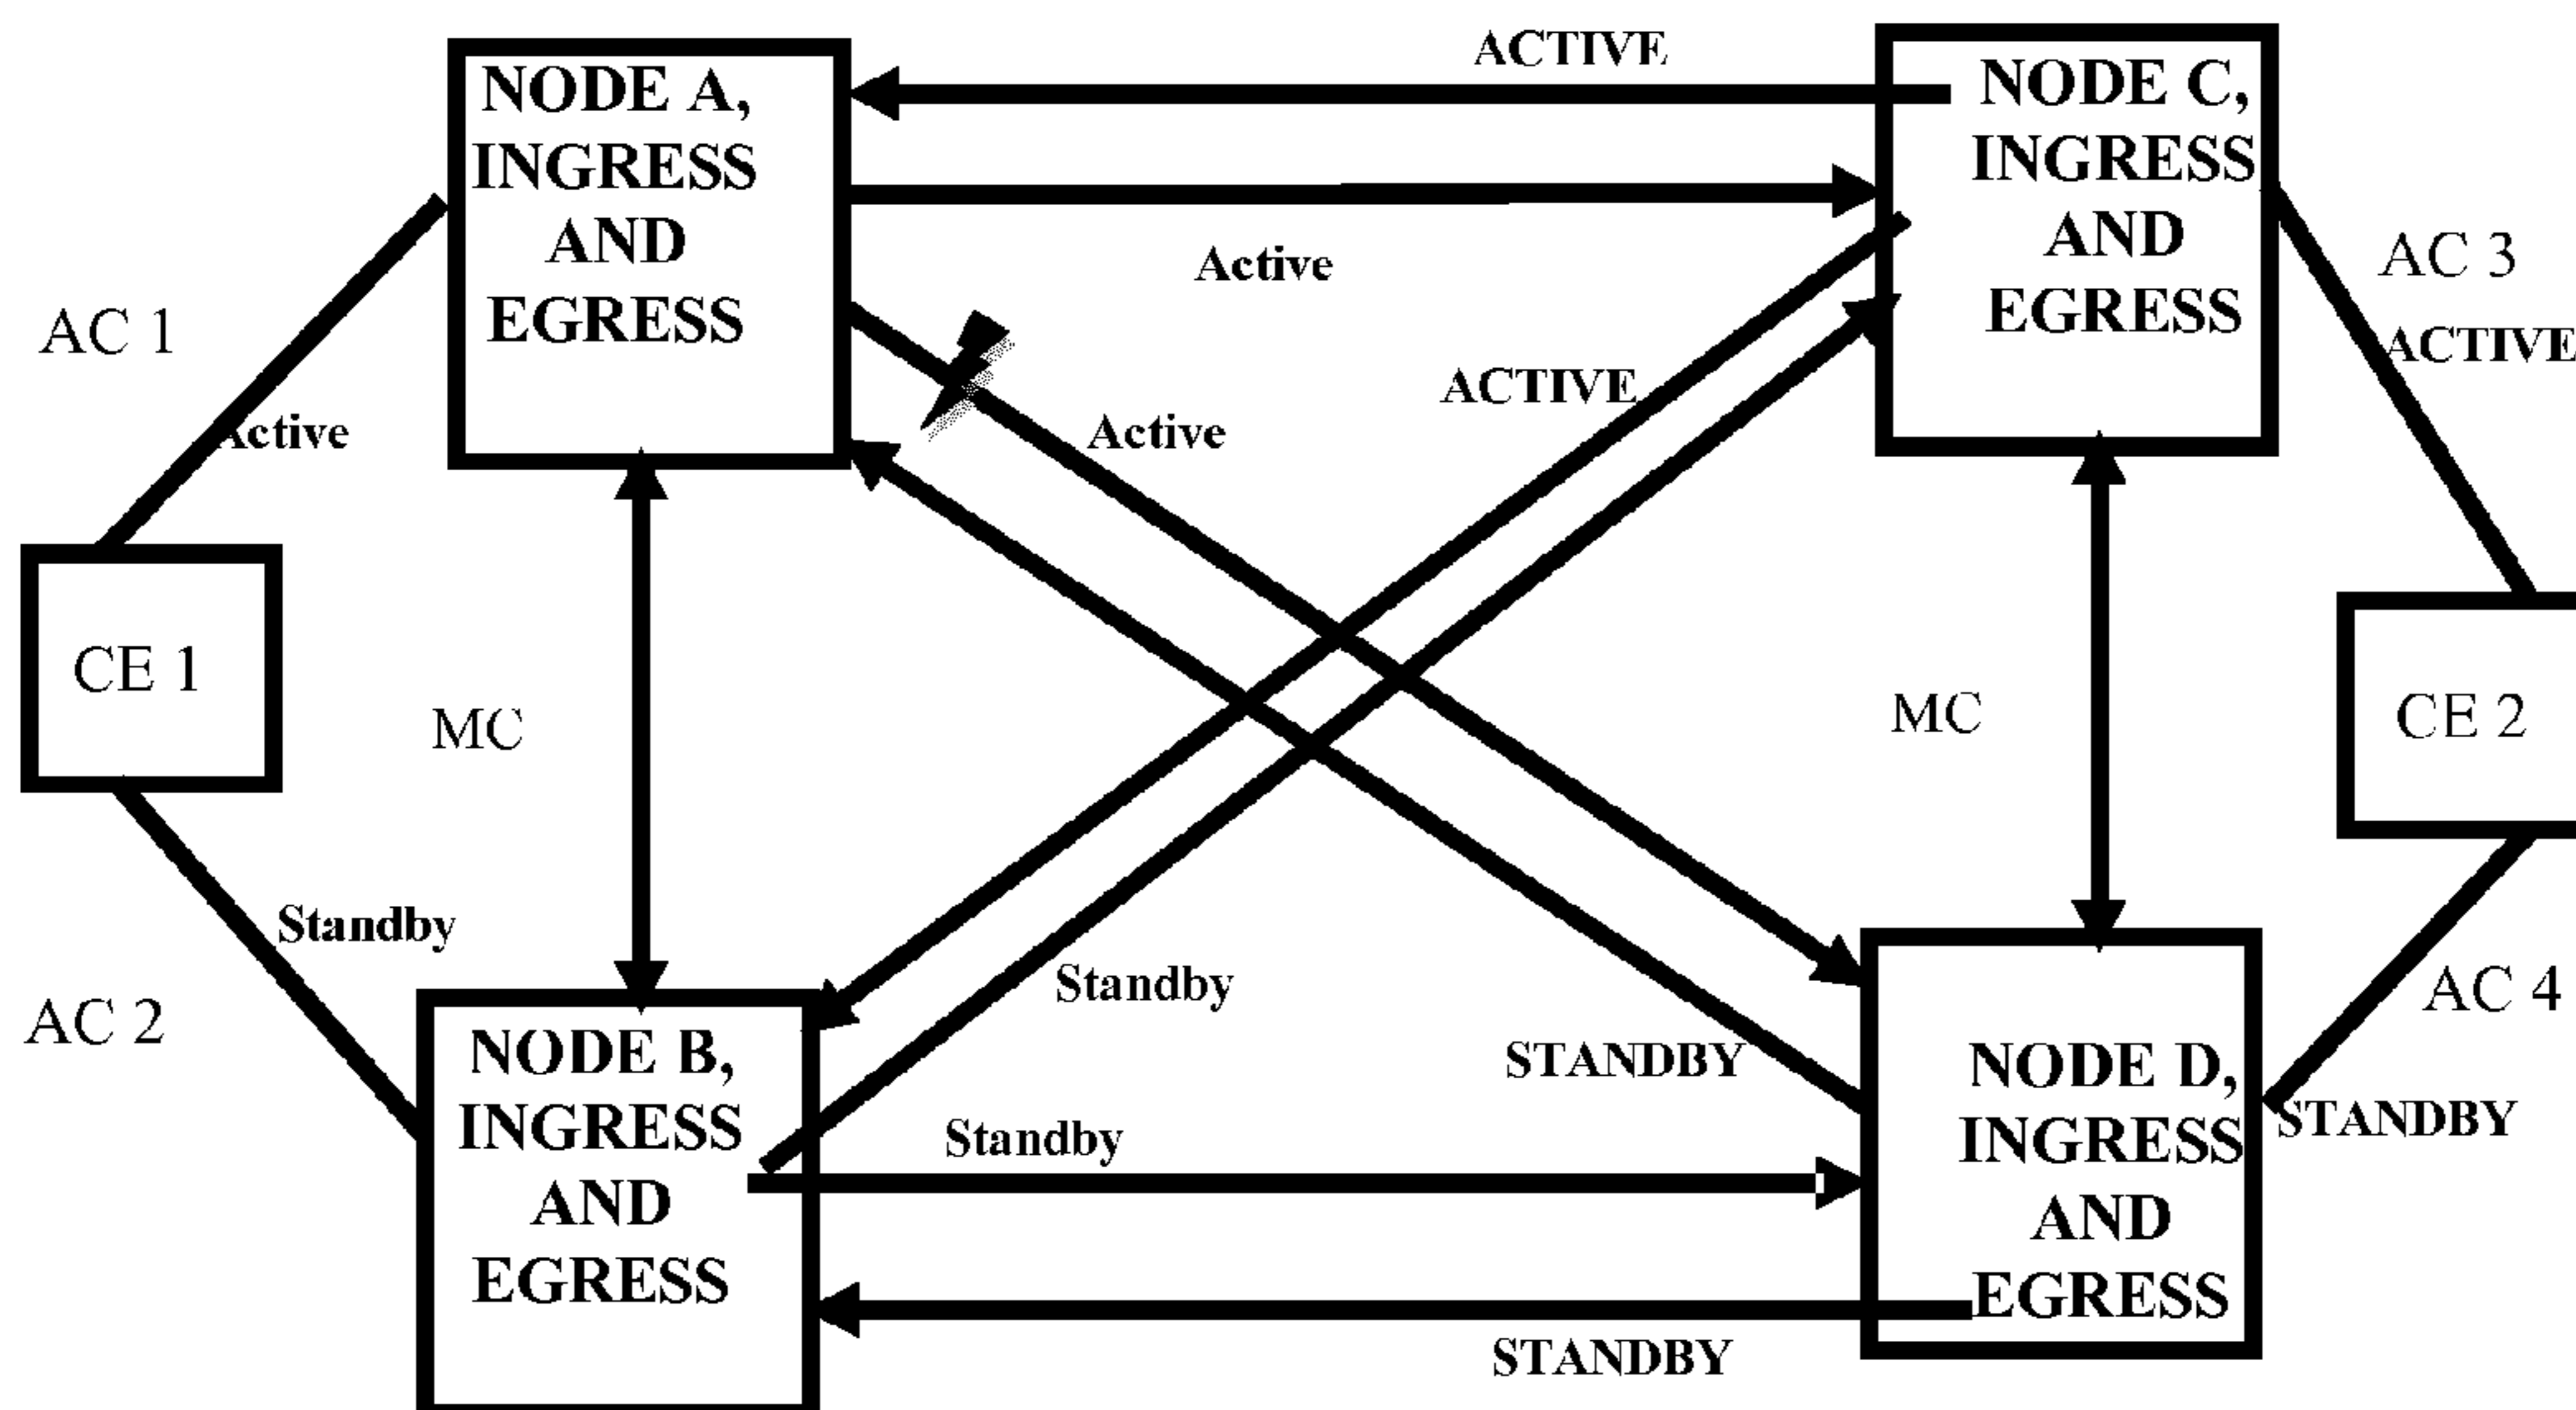 ACTIVE
NODE A,
INGRESS
AND
EGRESS
NODE C,
INGRESS
AND
EGRESS
Active
AC 1
Active
AC 3
ACTIVE
ACTIVE
Active
CE 1
MC
MC
CE 2
Standby
AC 2
Standby
AC 4
STANDBY
STANDBY
NODE B,
INGRESS
AND
EGRESS
Standby
NODE D,
INGRESS
AND
EGRESS
STANDBY